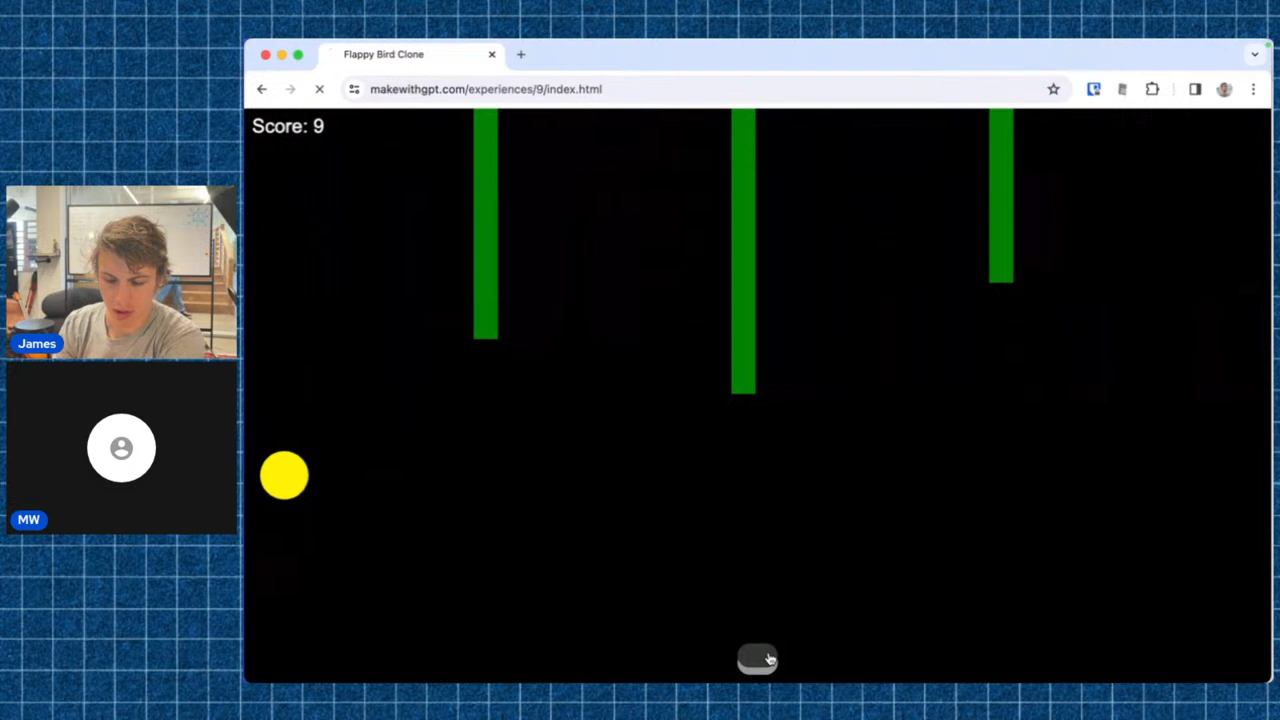 Flappy Bird Clone
makewithgpt.com/experiences/9/index.html
Score: 9
James
MW